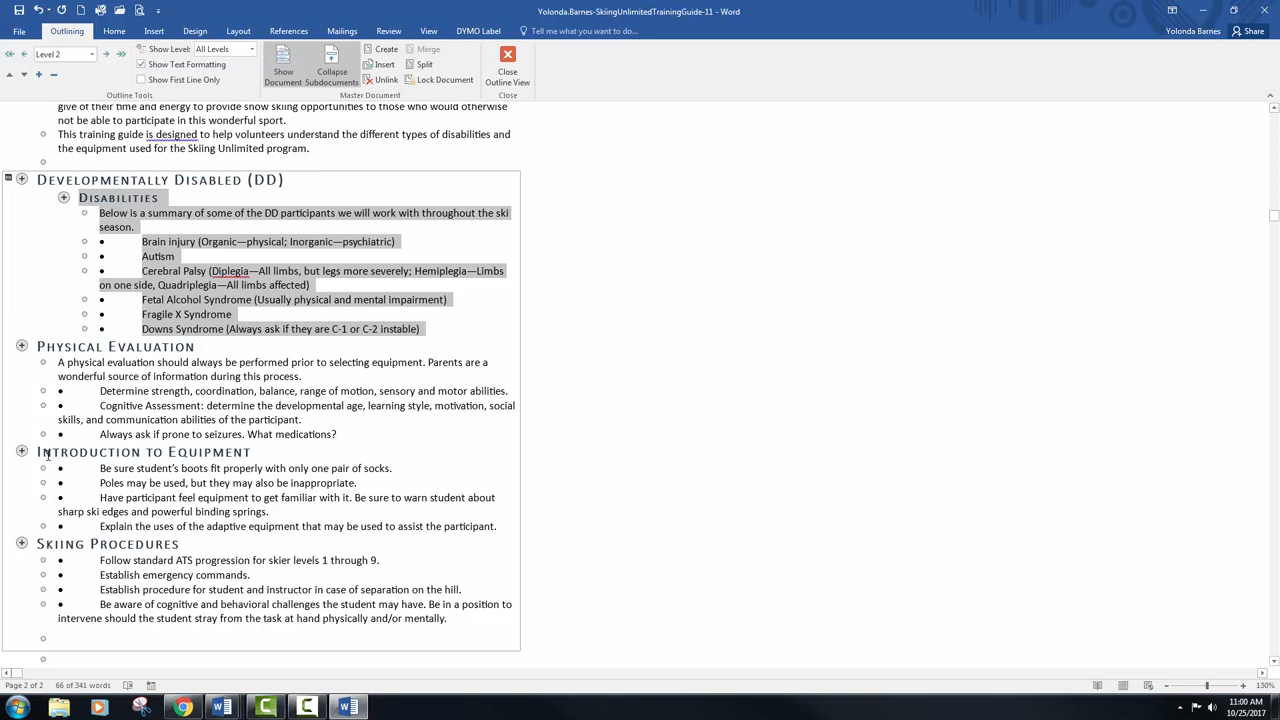 Yolonda.Barnes-SkiingUnlimitedTrainingGuide-11 - Word
File Outlining Home Insert Design Layout References Mailings Review View DYMO Label Tell me what you want to do... Yolonda Barnes Share
Level 2
Show Level: All Levels
Show Text Formatting
Show First Line Only
Outline Tools
Show Document
Collapse Subdocuments
Create Merge
Insert Split
Unlink Lock Document
Master Document
Close Outline View
Close
give of their time and energy to provide snow skiing opportunities to those who would otherwise
not be able to participate in this wonderful sport.
This training guide is designed to help volunteers understand the different types of disabilities and
the equipment used for the Skiing Unlimited program.
Developmentally Disabled (DD)
Disabilities
Below is a summary of some of the DD participants we will work with throughout the ski
season.
• Brain injury (Organic—physical; Inorganic—psychiatric)
• Autism
• Cerebral Palsy (Diplegia—All limbs, but legs more severely; Hemiplegia—Limbs
on one side, Quadriplegia—All limbs affected)
• Fetal Alcohol Syndrome (Usually physical and mental impairment)
• Fragile X Syndrome
• Downs Syndrome (Always ask if they are C-1 or C-2 instable)
Physical Evaluation
A physical evaluation should always be performed prior to selecting equipment. Parents are a
wonderful source of information during this process.
• Determine strength, coordination, balance, range of motion, sensory and motor abilities.
• Cognitive Assessment: determine the developmental age, learning style, motivation, social
skills, and communication abilities of the participant.
• Always ask if prone to seizures. What medications?
Introduction to Equipment
• Be sure student's boots fit properly with only one pair of socks.
• Poles may be used, but they may also be inappropriate.
• Have participant feel equipment to get familiar with it. Be sure to warn student about
sharp ski edges and powerful binding springs.
• Explain the uses of the adaptive equipment that may be used to assist the participant.
Skiing Procedures
• Follow standard ATS progression for skier levels 1 through 9.
• Establish emergency commands.
• Establish procedure for student and instructor in case of separation on the hill.
• Be aware of cognitive and behavioral challenges the student may have. Be in a position to
intervene should the student stray from the task at hand physically and/or mentally.
Page 2 of 2 66 of 341 words 130%
11:00 AM
10/25/2017